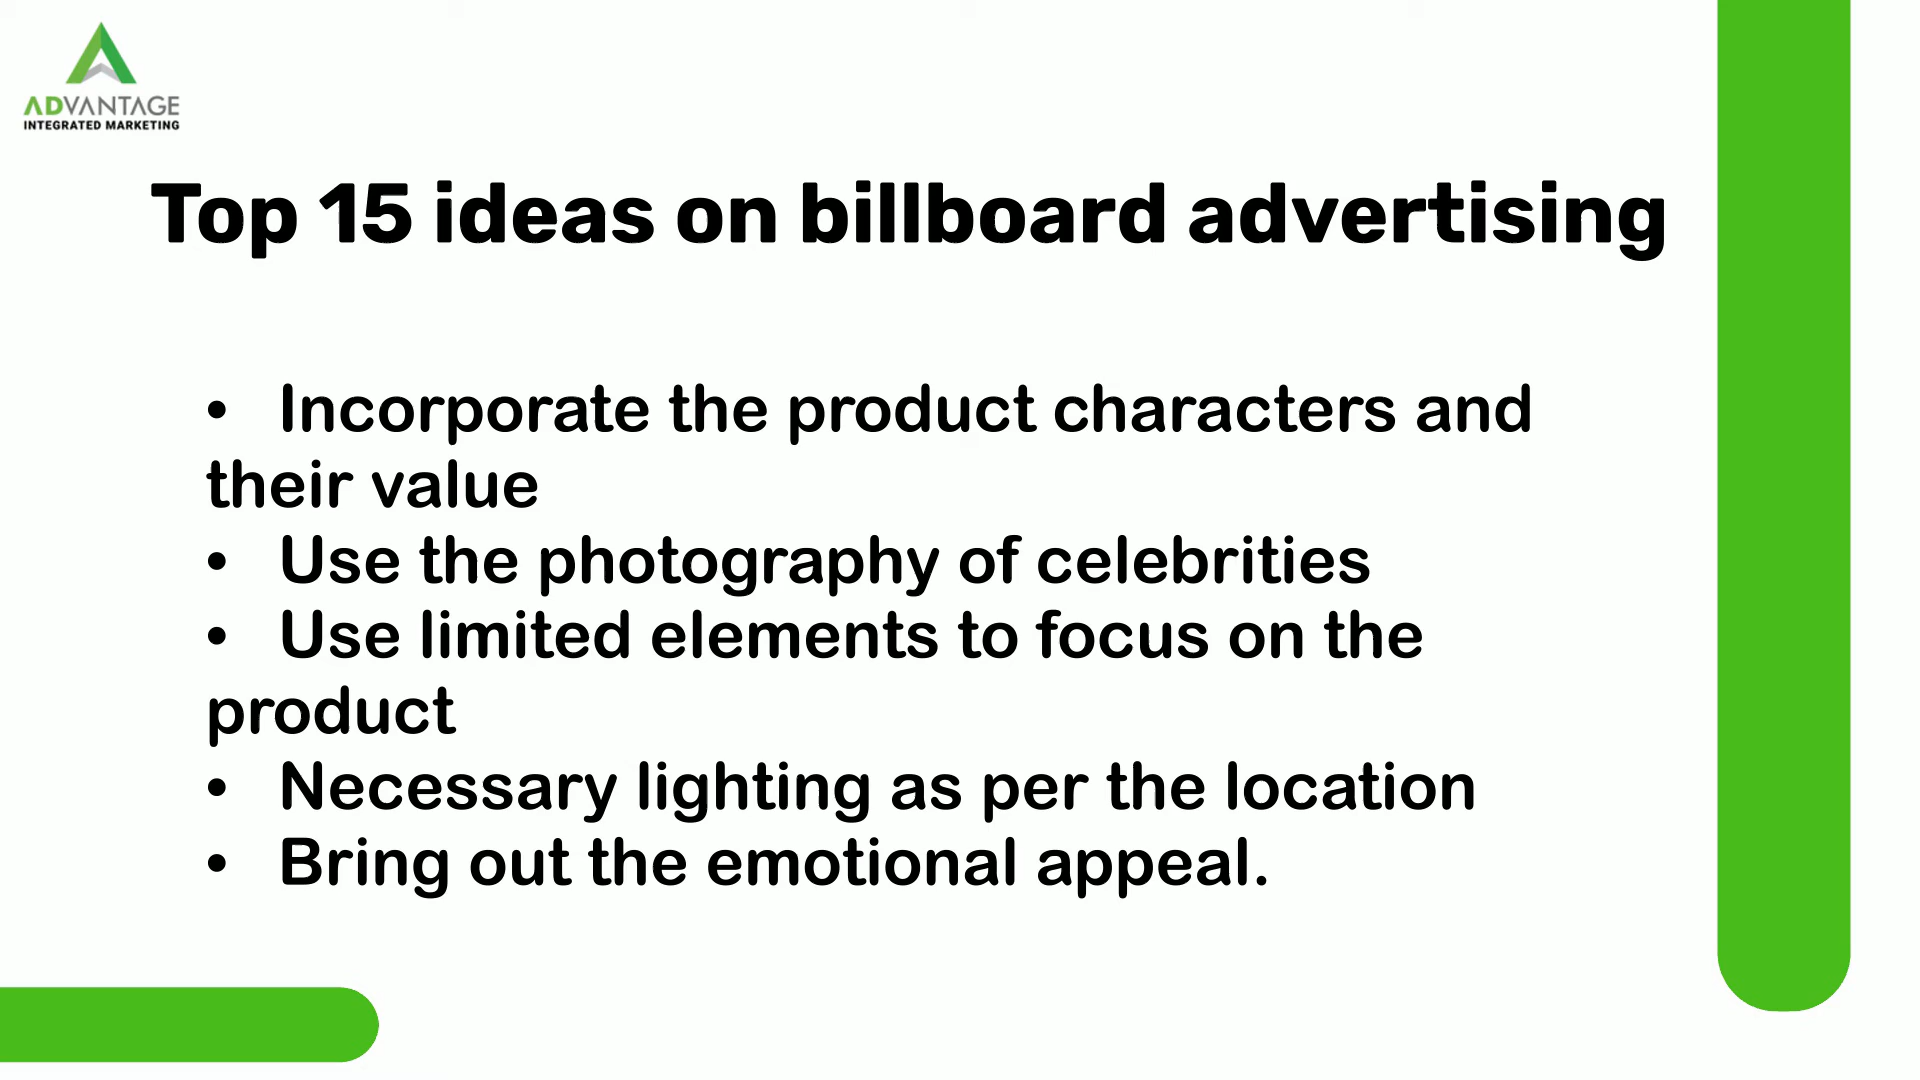 ADVANTAGE
INTEGRATED MARKETING
Top 15 ideas on billboard advertising
• Incorporate the product characters and
their value
• Use the photography of celebrities
• Use limited elements to focus on the
product
• Necessary lighting as per the location
• Bring out the emotional appeal.